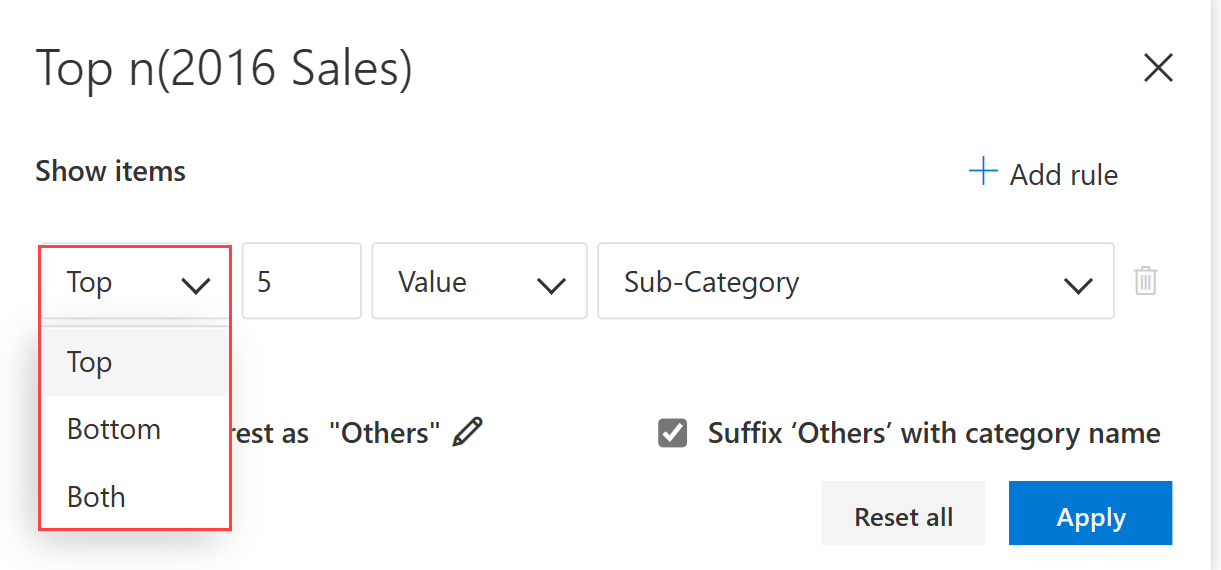 Top n(2016 Sales)
Show items
Add rule
Top 5 Value Sub-Category
Top
Bottom
rest as "Others" Suffix ‘Others’ with category name
Both
Reset all Apply